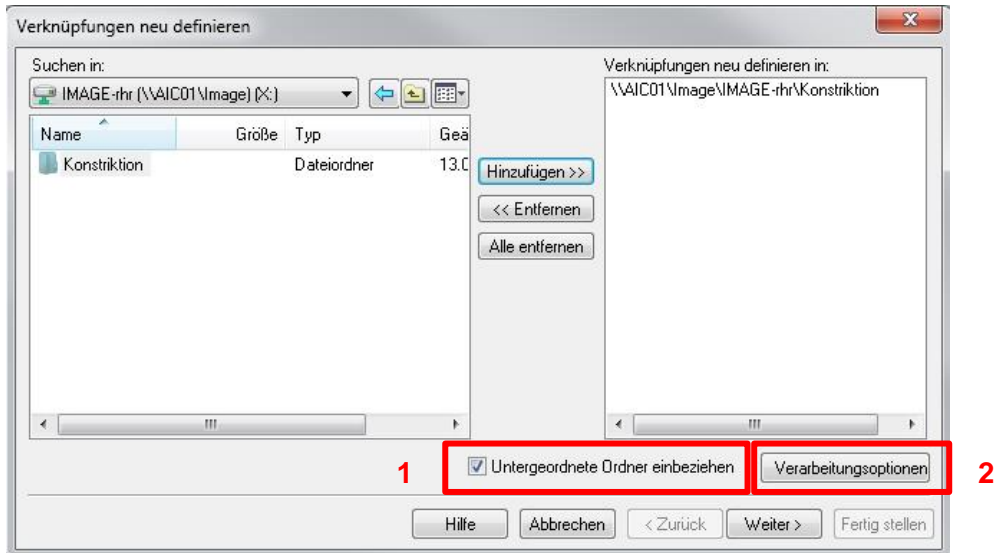 Verknüpfungen neu definieren
Suchen in:
IMAGE-rhr (\\AIC01\Image) (X:)
Name Größe Typ Geä
Konstriktion Dateiordner 13.0
Hinzufügen >>
<< Entfernen
Alle entfernen
Verknüpfungen neu definieren in:
\\AIC01\Image\IMAGE-rhr\Konstriktion
1
Untergeordnete Ordner einbeziehen
Verarbeitungsoptionen
2
Hilfe
Abbrechen
< Zurück
Weiter >
Fertig stellen